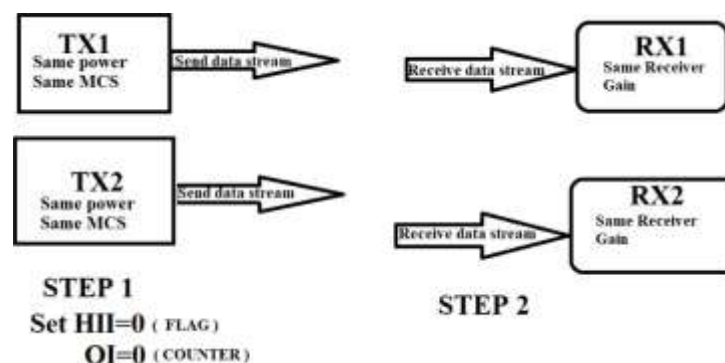 TX1
Same power
Same MCS
Send data stream
Receive data stream
RX1
Same Receiver
Gain
TX2
Same power
Same MCS
Send data stream
Receive data stream
RX2
Same Receiver
Gain
STEP 1
Set HII=0 ( FLAG )
OI=0 (COUNTER)
STEP 2